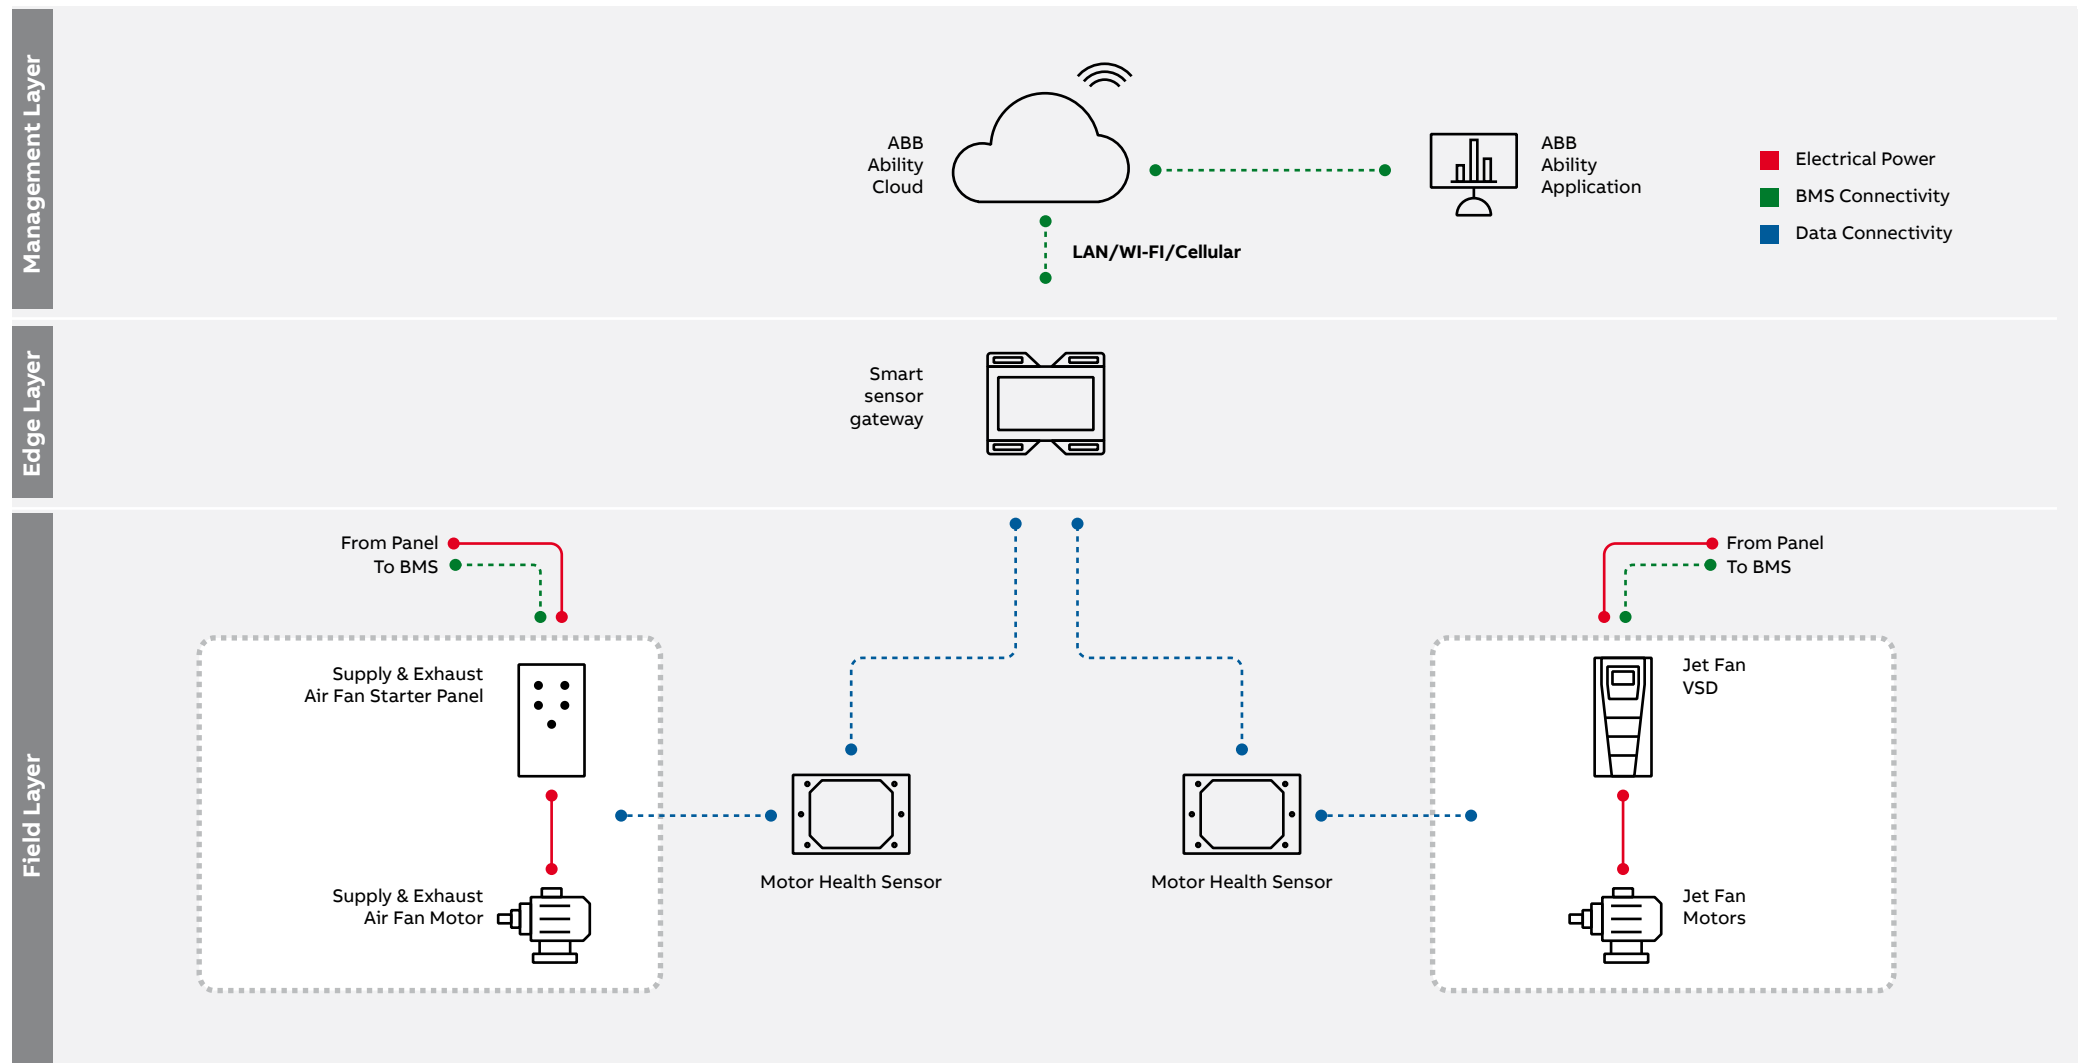 Management Layer
ABB
Ability
Cloud
ABB
Ability
Application
Electrical Power
BMS Connectivity
Data Connectivity
LAN/WI-FI/Cellular
Edge Layer
Smart
sensor
gateway
Field Layer
From Panel
To BMS
From Panel
To BMS
Supply & Exhaust
Air Fan Starter Panel
Jet Fan
VSD
Motor Health Sensor
Motor Health Sensor
Supply & Exhaust
Air Fan Motor
Jet Fan
Motors